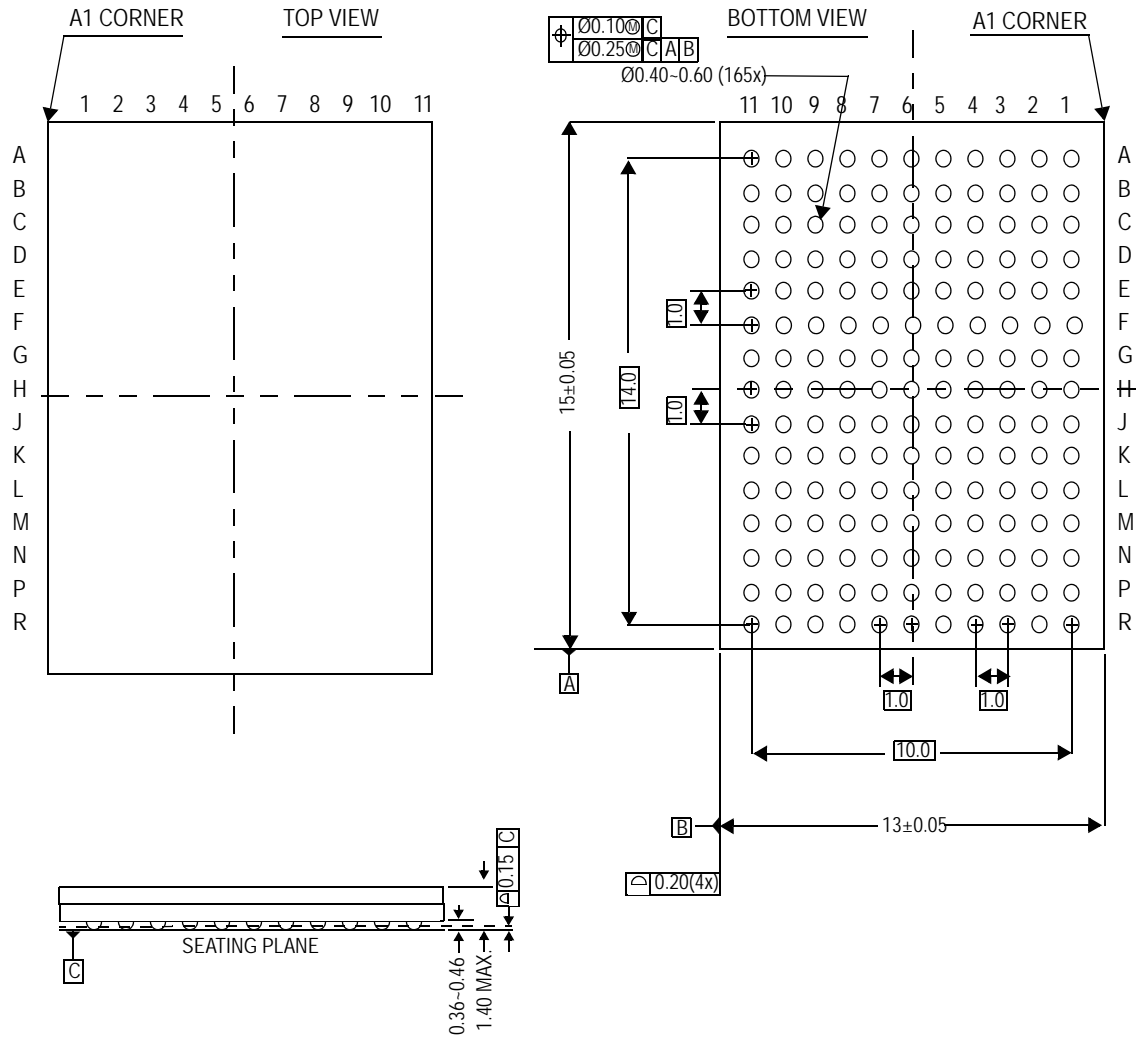 A1 CORNER
TOP VIEW
1 2 3 4 5 6 7 8 9 10 11
A
B
C
D
E
F
G
H
J
K
L
M
N
P
R
Ø0.10Ⓜ C
Ø0.25Ⓜ C A B
Ø0.40~0.60 (165x)
BOTTOM VIEW
A1 CORNER
11 10 9 8 7 6 5 4 3 2 1
A
B
C
D
E
F
G
H
J
K
L
M
N
P
R
15±0.05
14.0
1.0
1.0
A
1.0
1.0
10.0
B
13±0.05
0.20(4x)
0.15 C
SEATING PLANE
C
0.36~0.46
1.40 MAX.